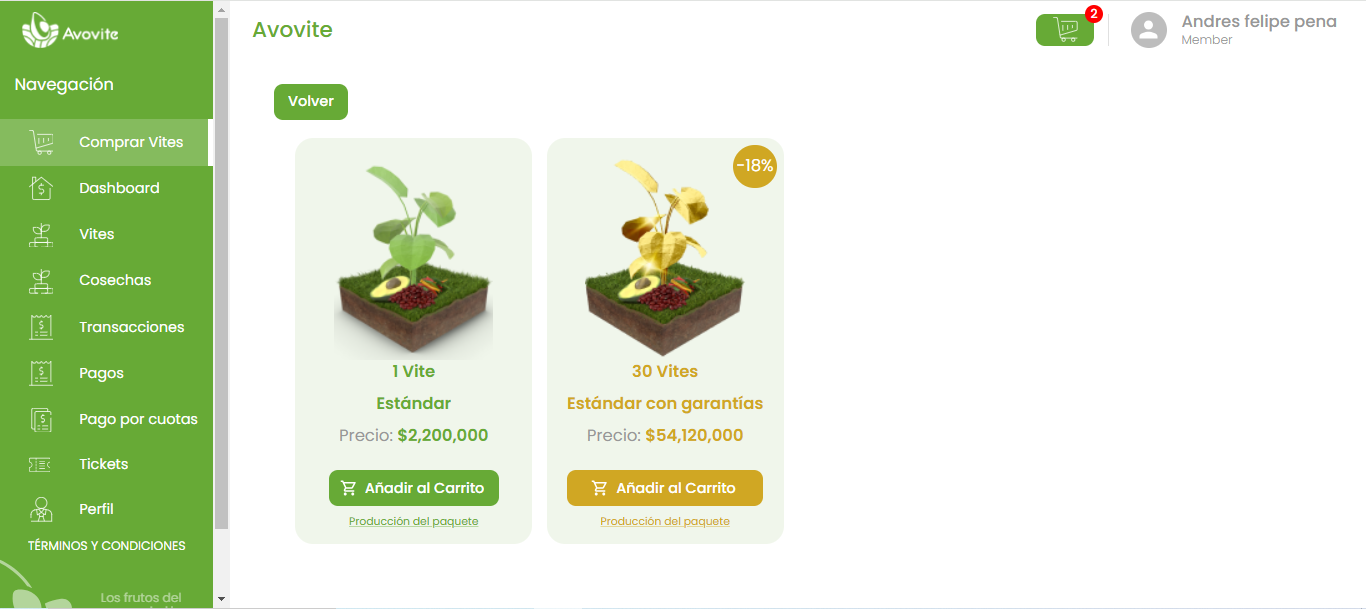 Avovite
Navegación
Comprar Vites
Dashboard
Vites
Cosechas
Transacciones
Pagos
Pago por cuotas
Tickets
Perfil
TÉRMINOS Y CONDICIONES
Los frutos del
Avovite
2
Andres felipe pena
Member
Volver
1 Vite
Estándar
Precio: $2,200,000
Añadir al Carrito
Producción del paquete
-18%
30 Vites
Estándar con garantías
Precio: $54,120,000
Añadir al Carrito
Producción del paquete